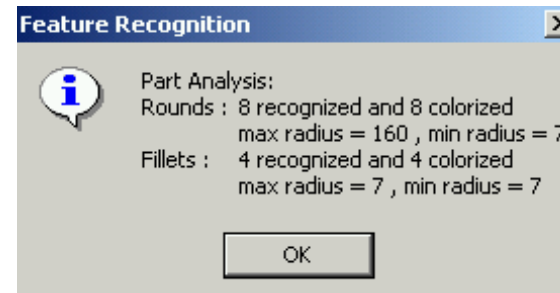 Feature Recognition
Part Analysis:
Rounds : 8 recognized and 8 colorized
max radius = 160 , min radius = 7
Fillets : 4 recognized and 4 colorized
max radius = 7 , min radius = 7
OK